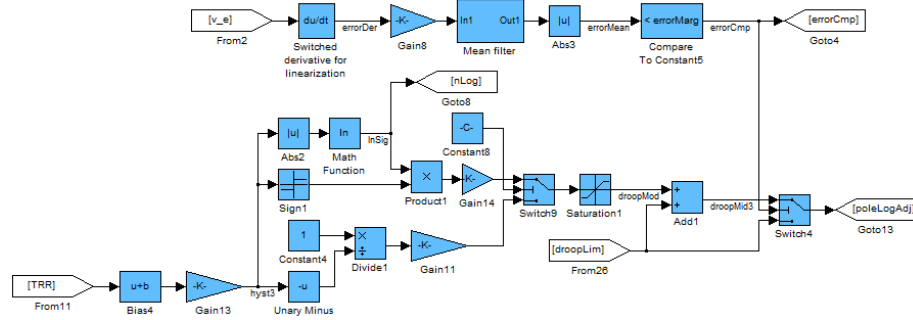 [v_e]
From2
du/dt
Switched
derivative for
linearization
errorDer
-K-
Gain8
In1
Out1
Mean filter
|u|
Abs3
errorMean
< errorMarg
Compare
To Constant5
errorCmp
[errorCmp]
Goto4
[nLog]
Goto8
|u|
Abs2
ln
Math
Function
lnSig
-C-
Constant8
Sign1
×
Product1
-K-
Gain14
Switch9
Saturation1
droopMod
+
+
Add1
droopMid3
Switch4
[poleLogAdj]
Goto13
1
Constant4
×
÷
Divide1
-K-
Gain11
[droopLim]
From26
[TRR]
From11
u+b
Bias4
-K-
Gain13
hyst3
-u
Unary Minus